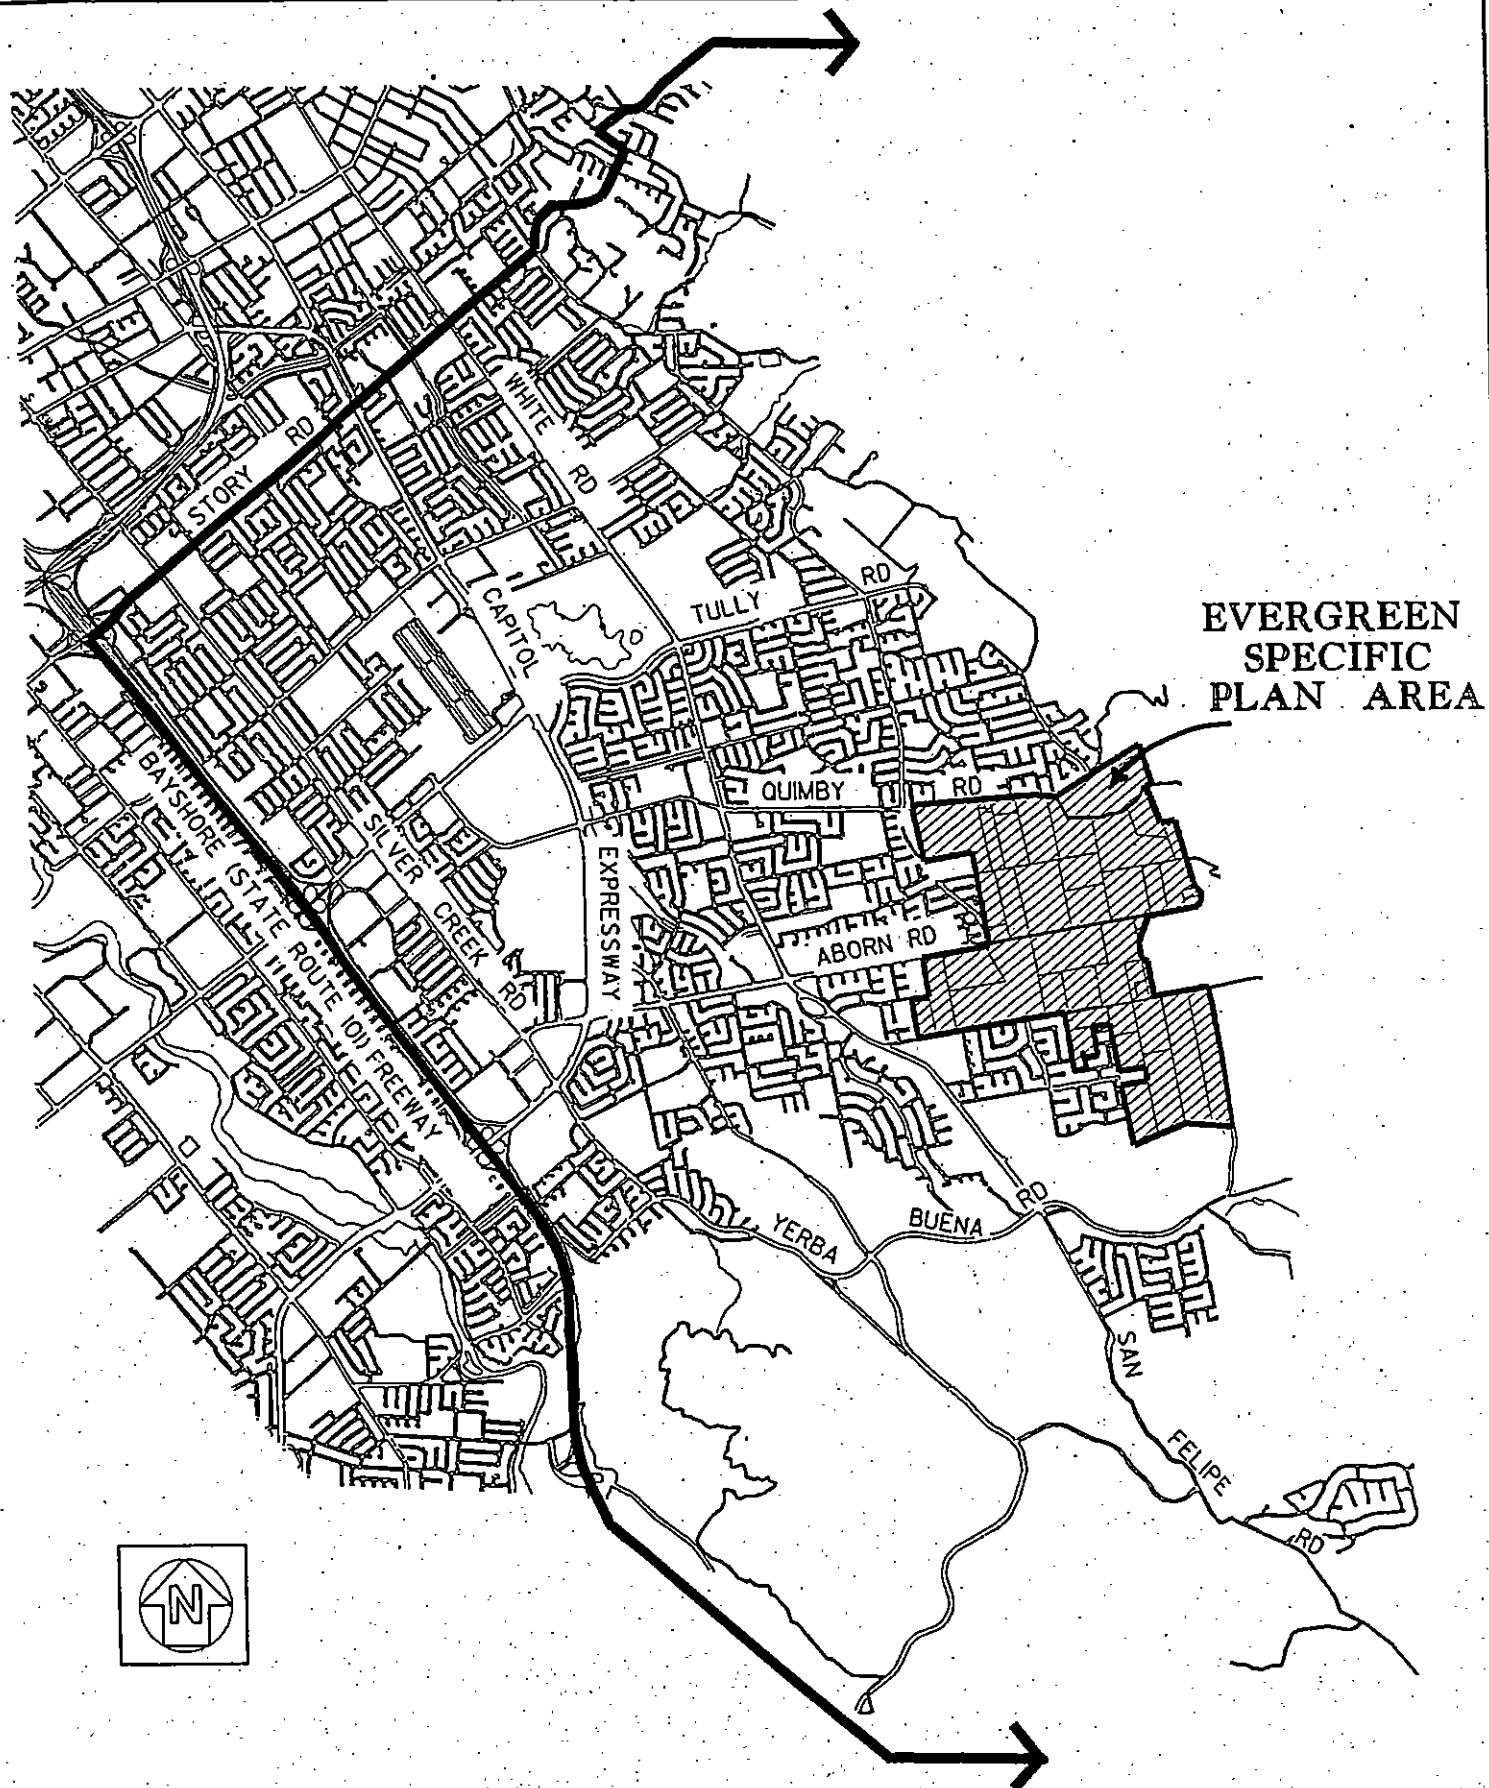 STORY RD
WHITE RD
CAPITOL
EXPRESSWAY
TULLY RD
EVERGREEN
SPECIFIC
PLAN AREA
BAYSHORE (STATE ROUTE 101) FREEWAY
SILVER CREEK RD
QUIMBY RD
ABORN RD
YERBA BUENA RD
SAN FELIPE RD
N